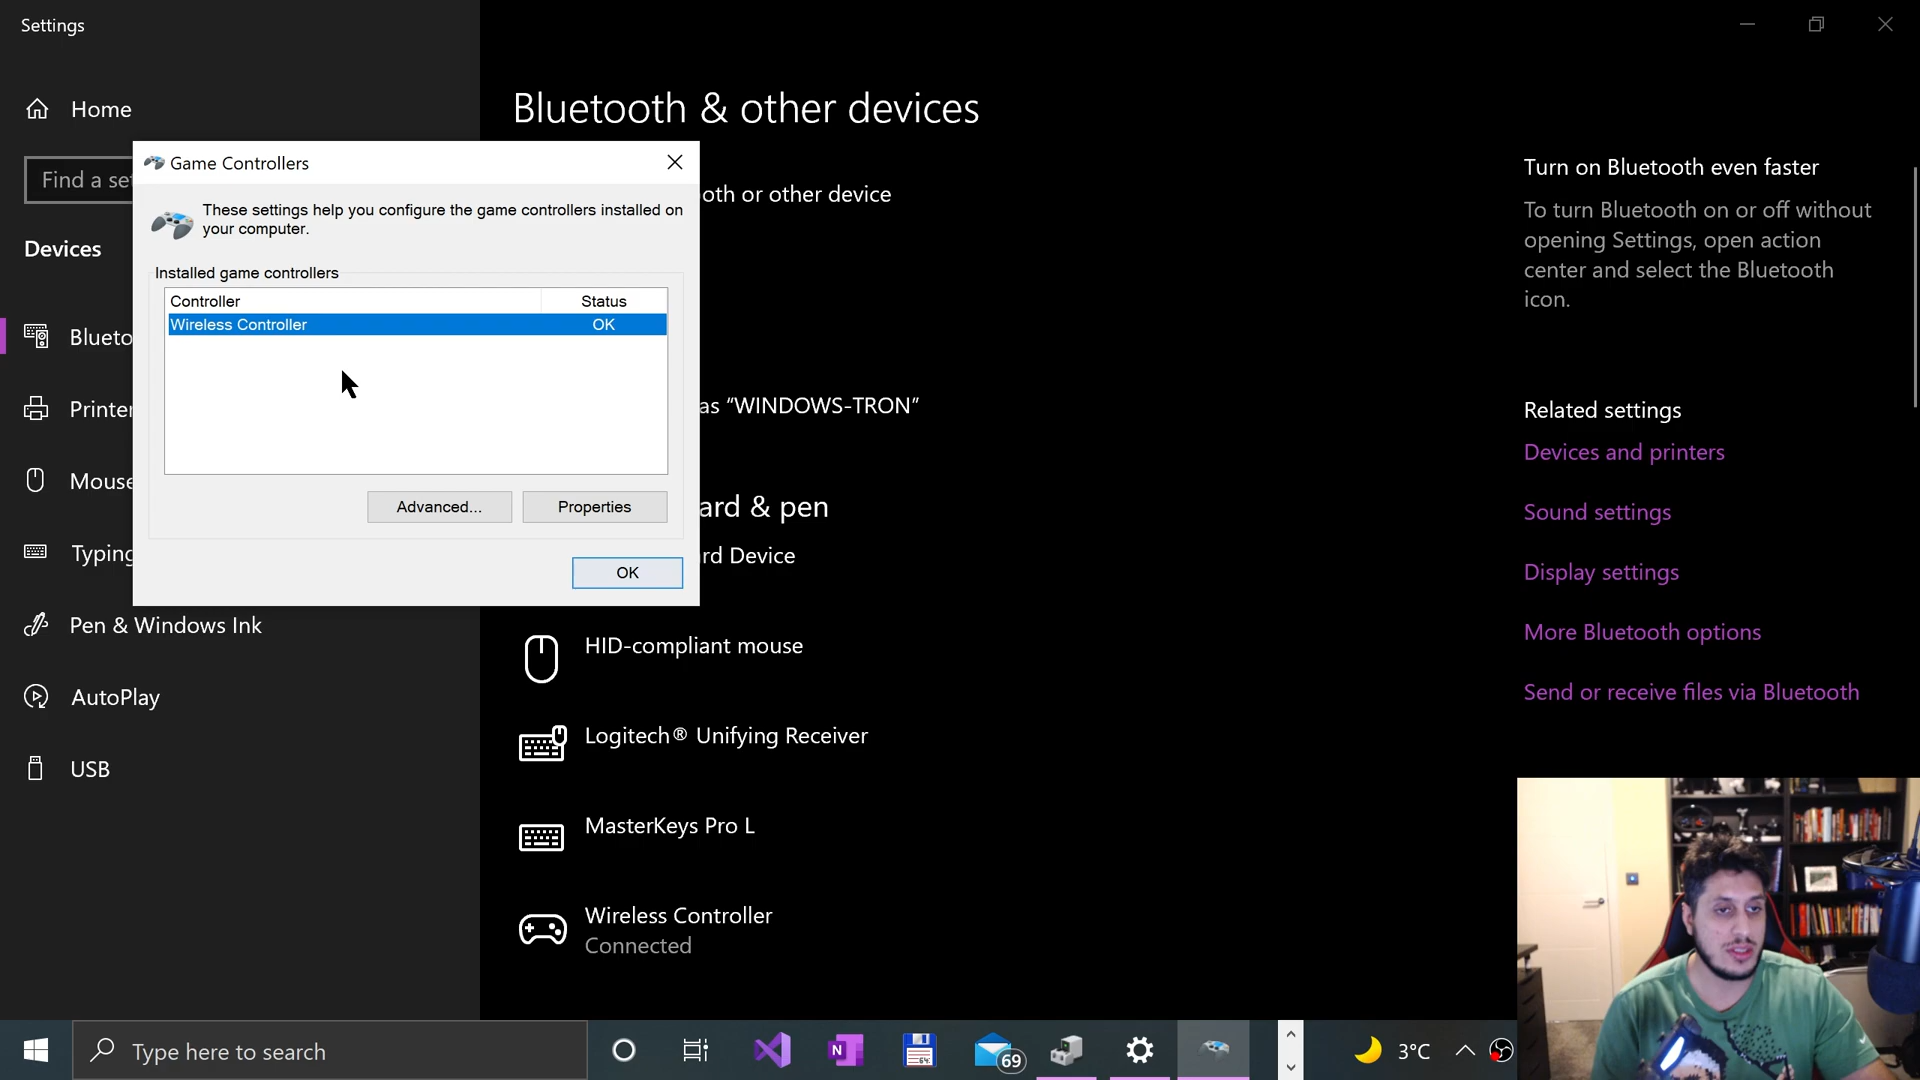 Settings
Home
Find a set
Devices
Blueto
Printer
Mouse
Typing
Pen & Windows Ink
AutoPlay
USB
Game Controllers
These settings help you configure the game controllers installed on
your computer.
Installed game controllers
Controller Status
Wireless Controller OK
Advanced... Properties
OK
Bluetooth & other devices
oth or other device
as “WINDOWS-TRON”
ard & pen
rd Device
HID-compliant mouse
Logitech® Unifying Receiver
MasterKeys Pro L
Wireless Controller
Connected
Turn on Bluetooth even faster
To turn Bluetooth on or off without
opening Settings, open action
center and select the Bluetooth
icon.
Related settings
Devices and printers
Sound settings
Display settings
More Bluetooth options
Send or receive files via Bluetooth
Type here to search
N
64
69
3°C